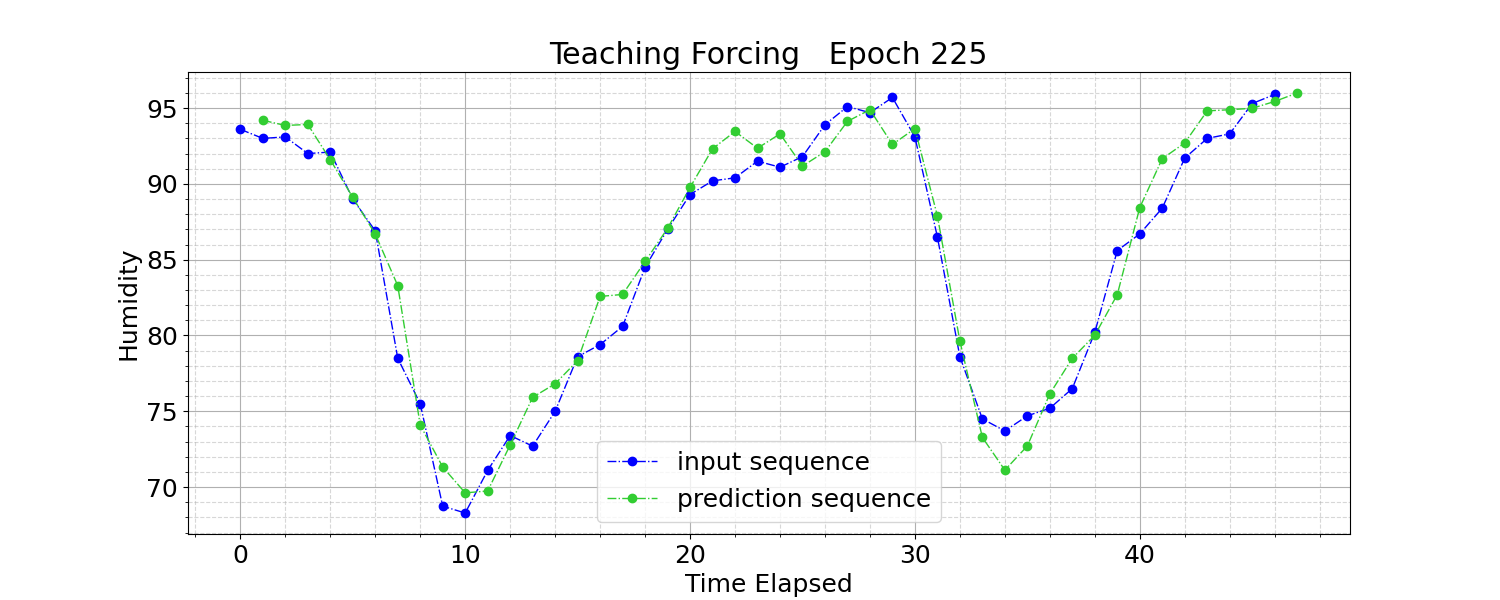 Teaching Forcing   Epoch 225
95
90
85
80
75
70
Humidity
input sequence
prediction sequence
0 10 20 30 40
Time Elapsed